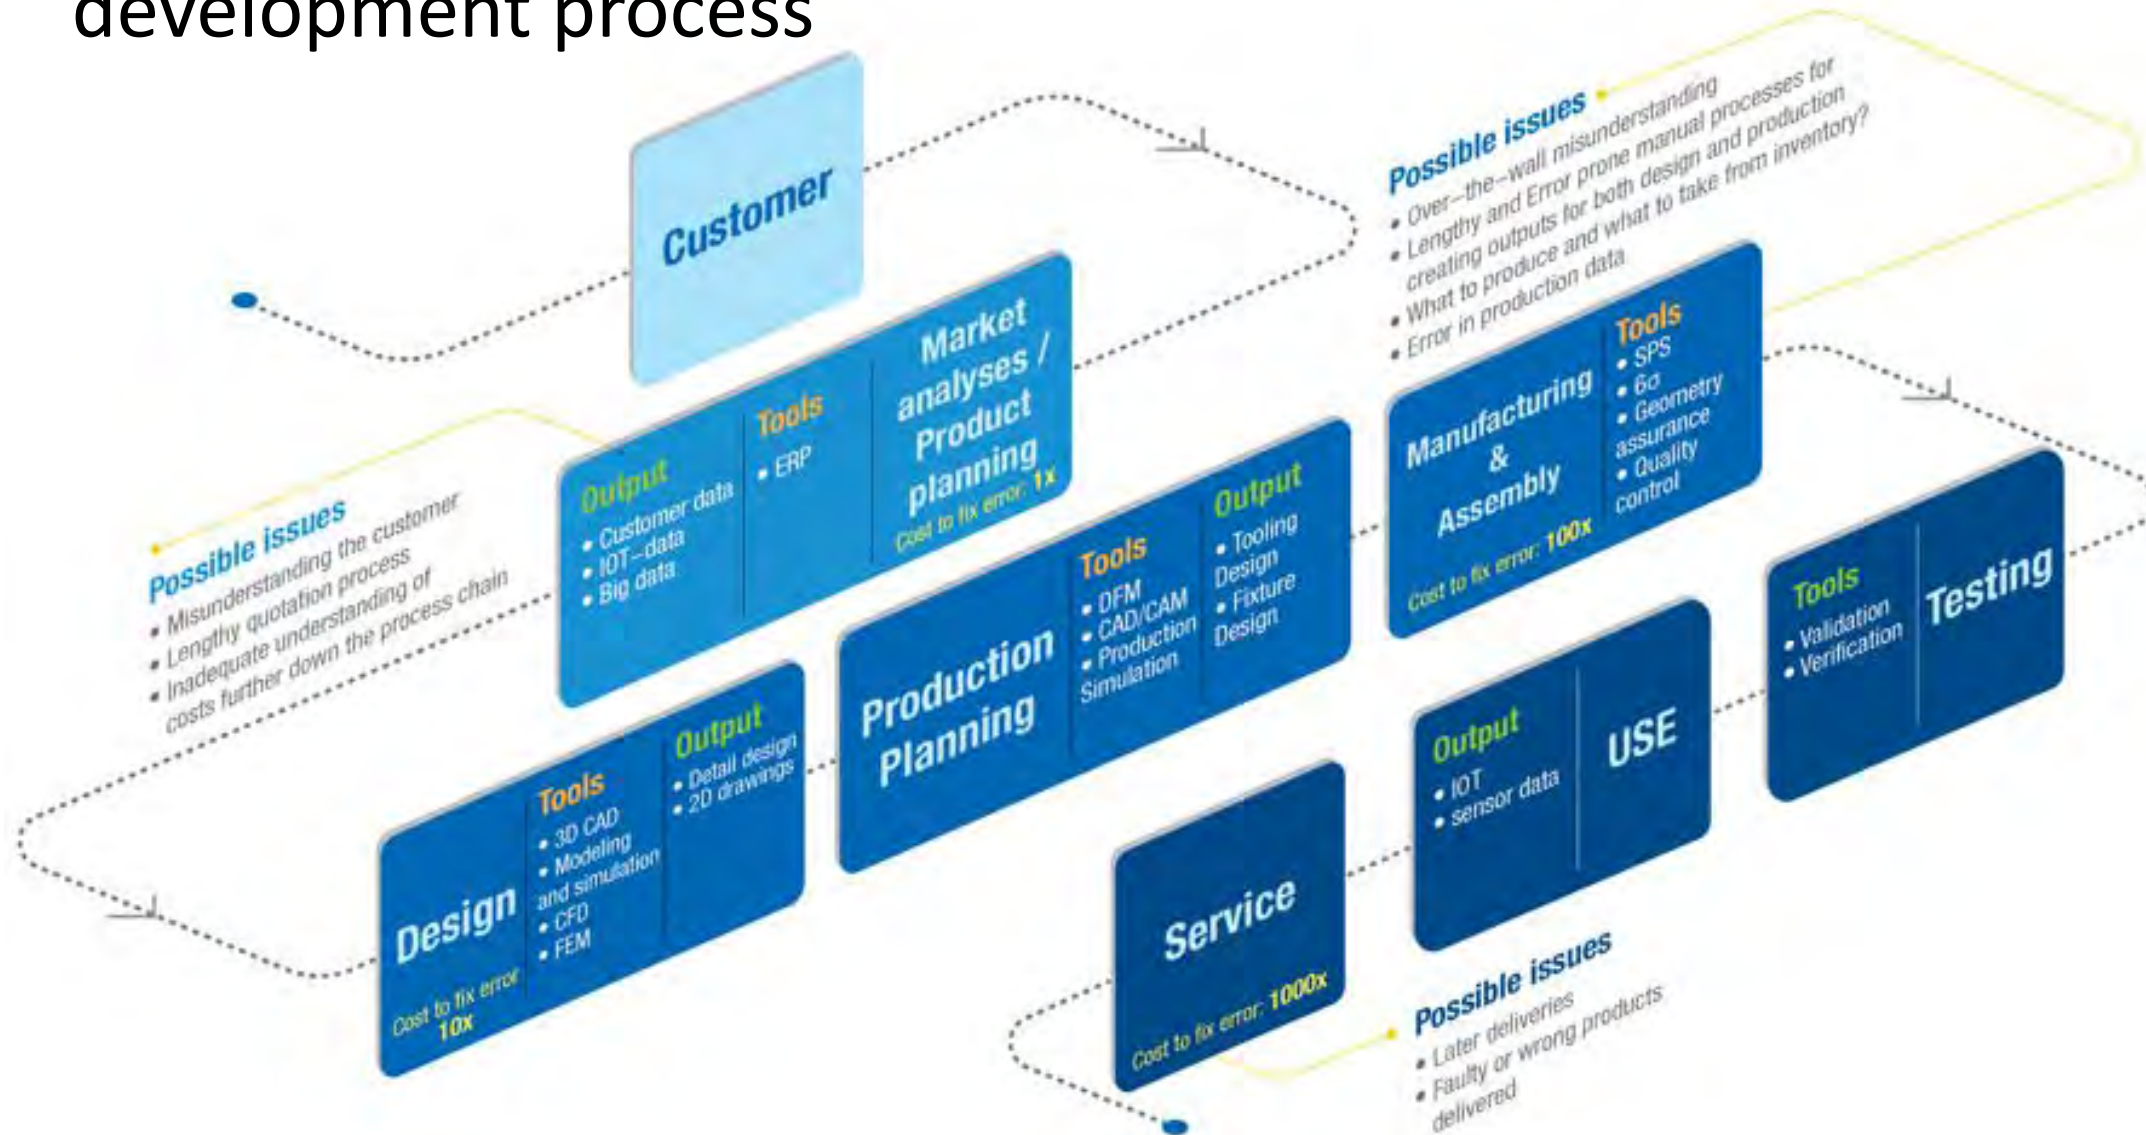 development process
Customer
Possible issues
• Over-the-wall misunderstanding
• Lengthy and Error prone manual processes for
creating outputs for both design and production
• What to produce and what to take from inventory?
• Error in production data
Market
analyses /
Product
planning
Cost to fix error: 1x
Tools
• ERP
Output
• Customer data
• IOT-data
• Big data
Possible issues
• Misunderstanding the customer
• Lengthy quotation process
• Inadequate understanding of
costs further down the process chain
Design
Cost to fix error
10x
Tools
• 3D CAD
• Modeling
and simulation
• CFD
• FEM
Output
• Detail design
• 2D drawings
Production
Planning
Tools
• DFM
• CAD/CAM
• Production
Simulation
Output
• Tooling
Design
• Fixture
Design
Manufacturing
&
Assembly
Cost to fix error: 100x
Tools
• SPS
• 6σ
• Geometry
assurance
• Quality
control
Tools
• Validation
• Verification
Testing
Output
• IOT
• sensor data
USE
Service
Cost to fix error: 1000x
Possible issues
• Later deliveries
• Faulty or wrong products
delivered